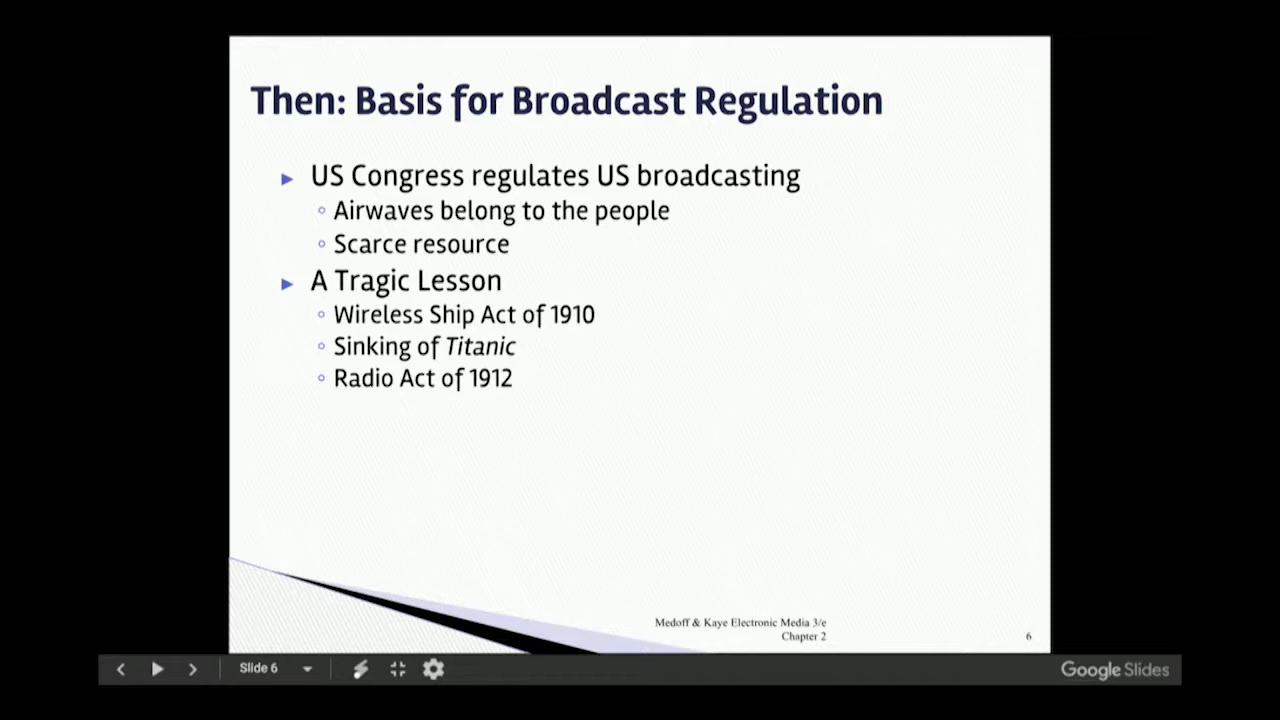 Then: Basis for Broadcast Regulation
US Congress regulates US broadcasting
Airwaves belong to the people
Scarce resource
A Tragic Lesson
Wireless Ship Act of 1910
Sinking of Titanic
Radio Act of 1912
Medoff & Kaye Electronic Media 3/e
Chapter 2
6
Slide 6
Google Slides